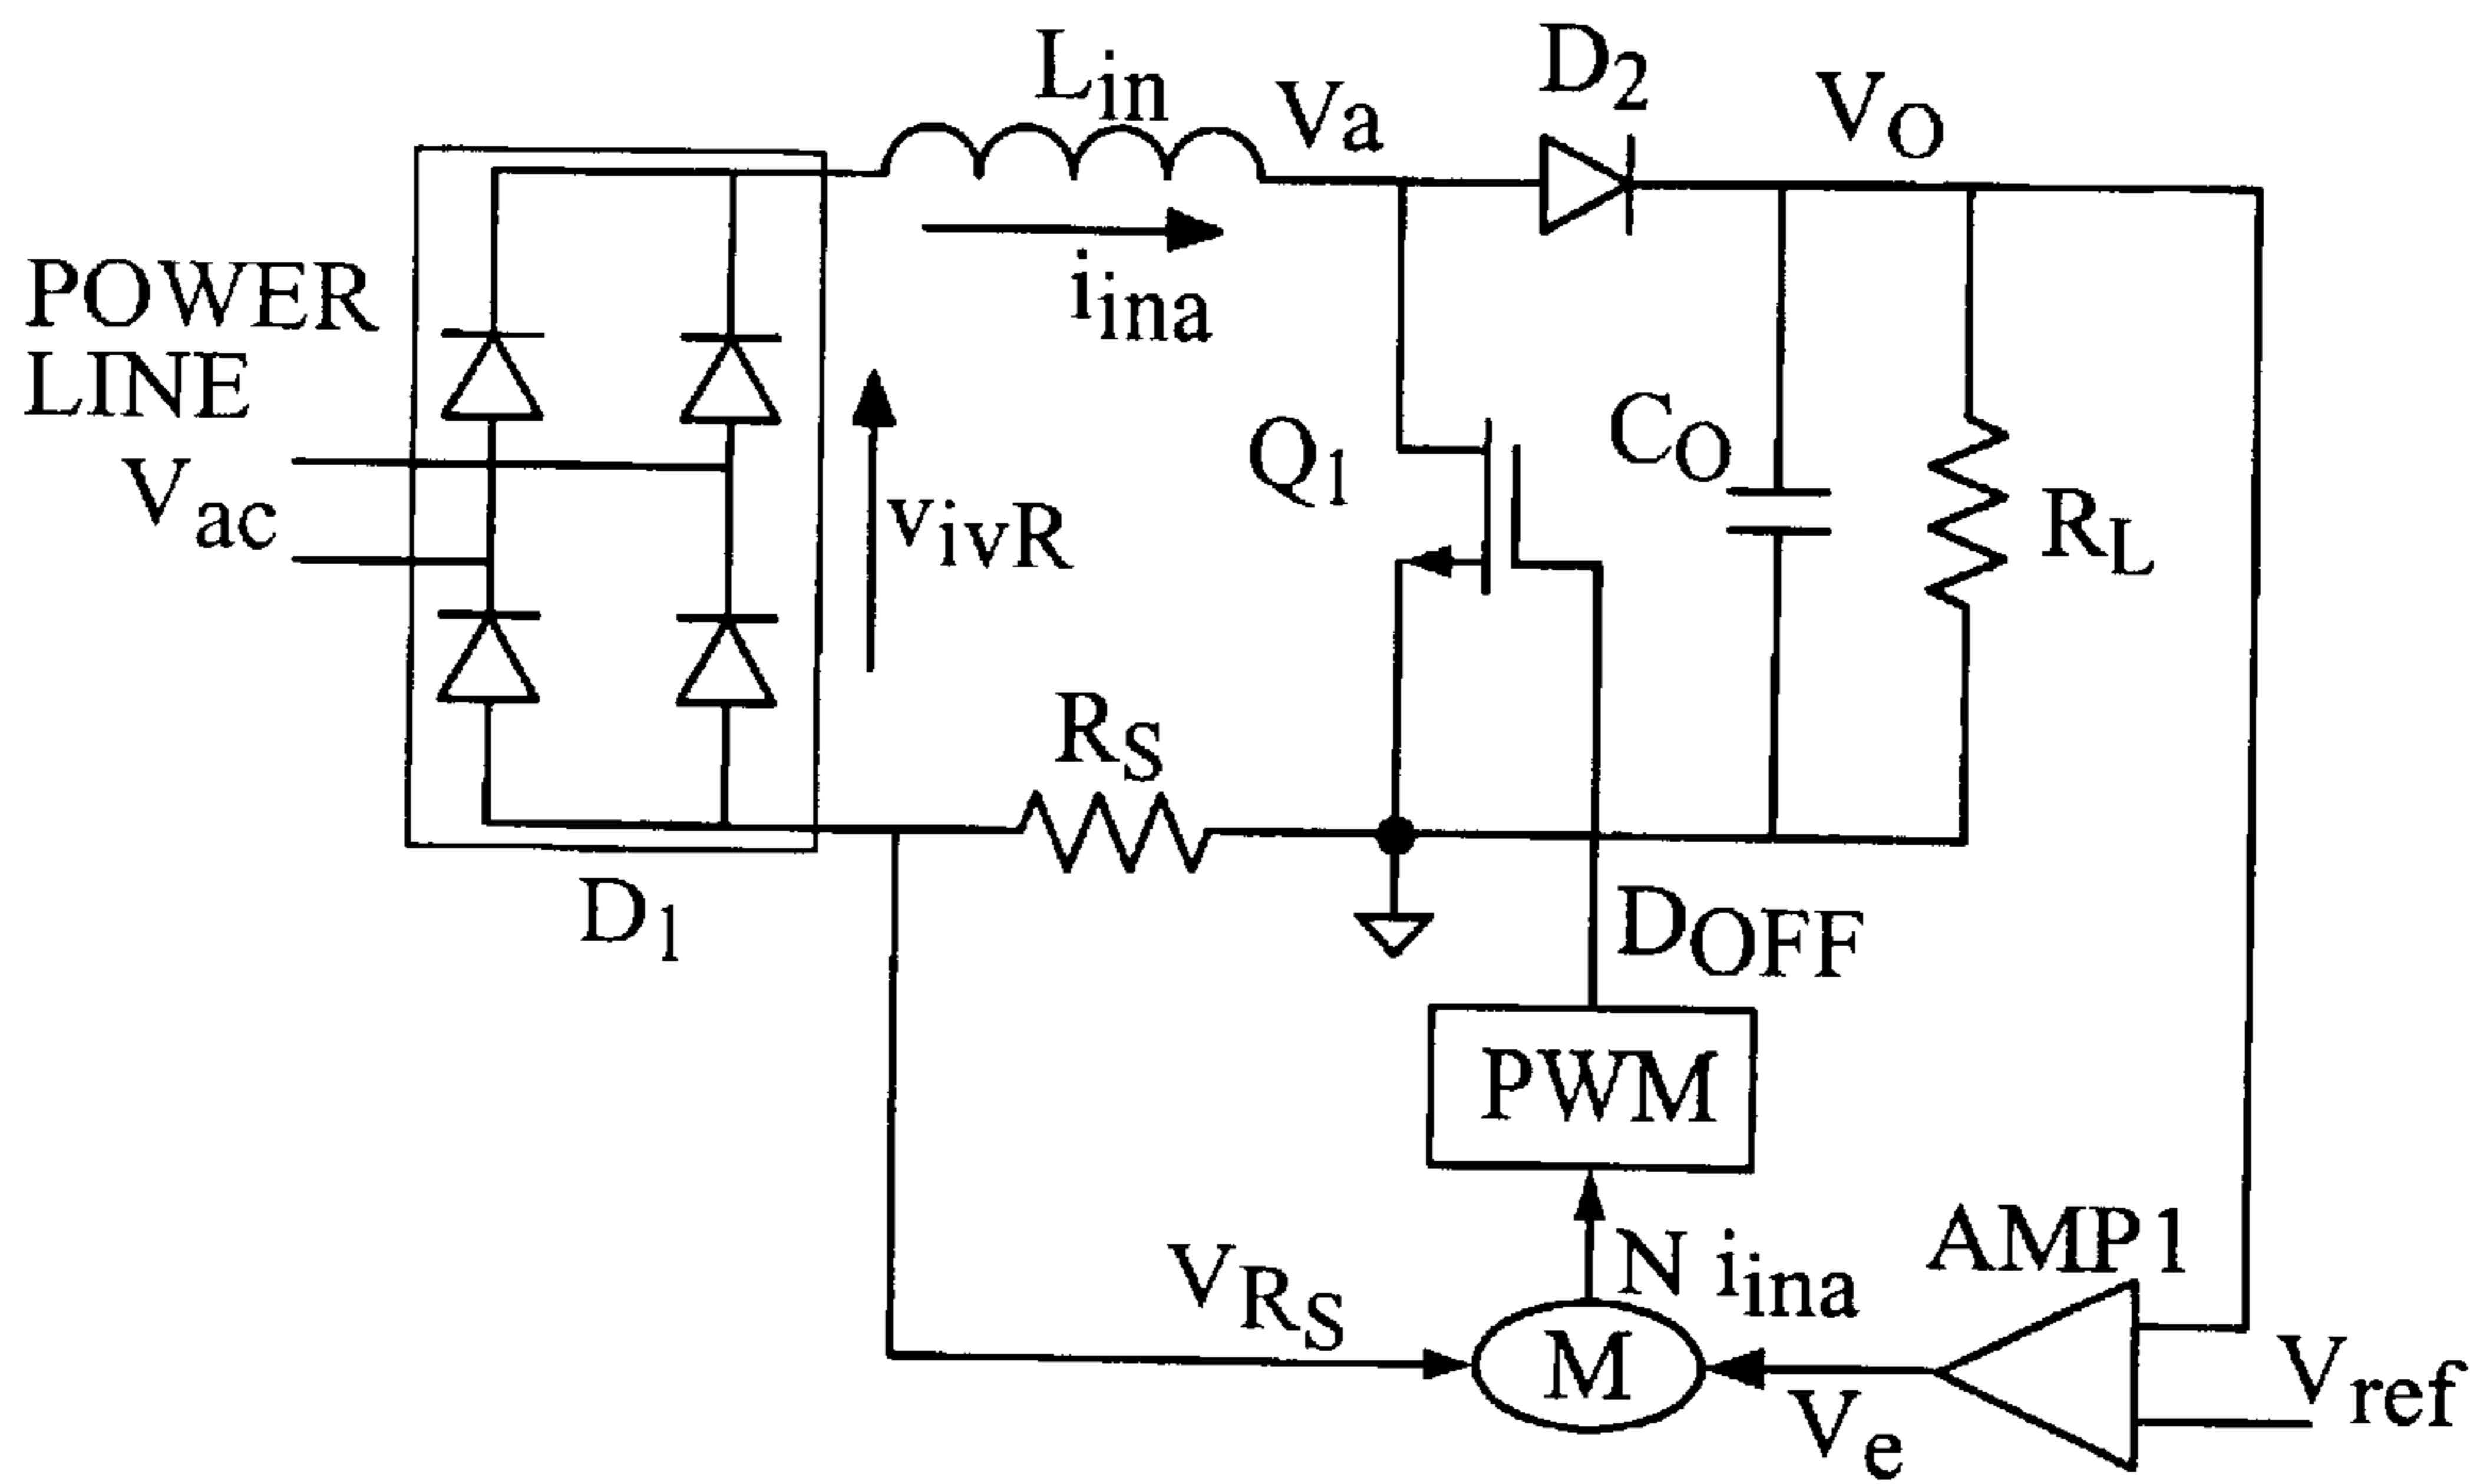 Lin
Va
D2
VO
iina
POWER
LINE
Vac
vivR
Q1
CO
RL
RS
D1
DOFF
PWM
N iina
AMP1
VRS
M
Ve
Vref